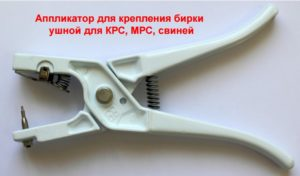 Аппликатор для крепления бирки
ушной для КРС, МРС, свиней